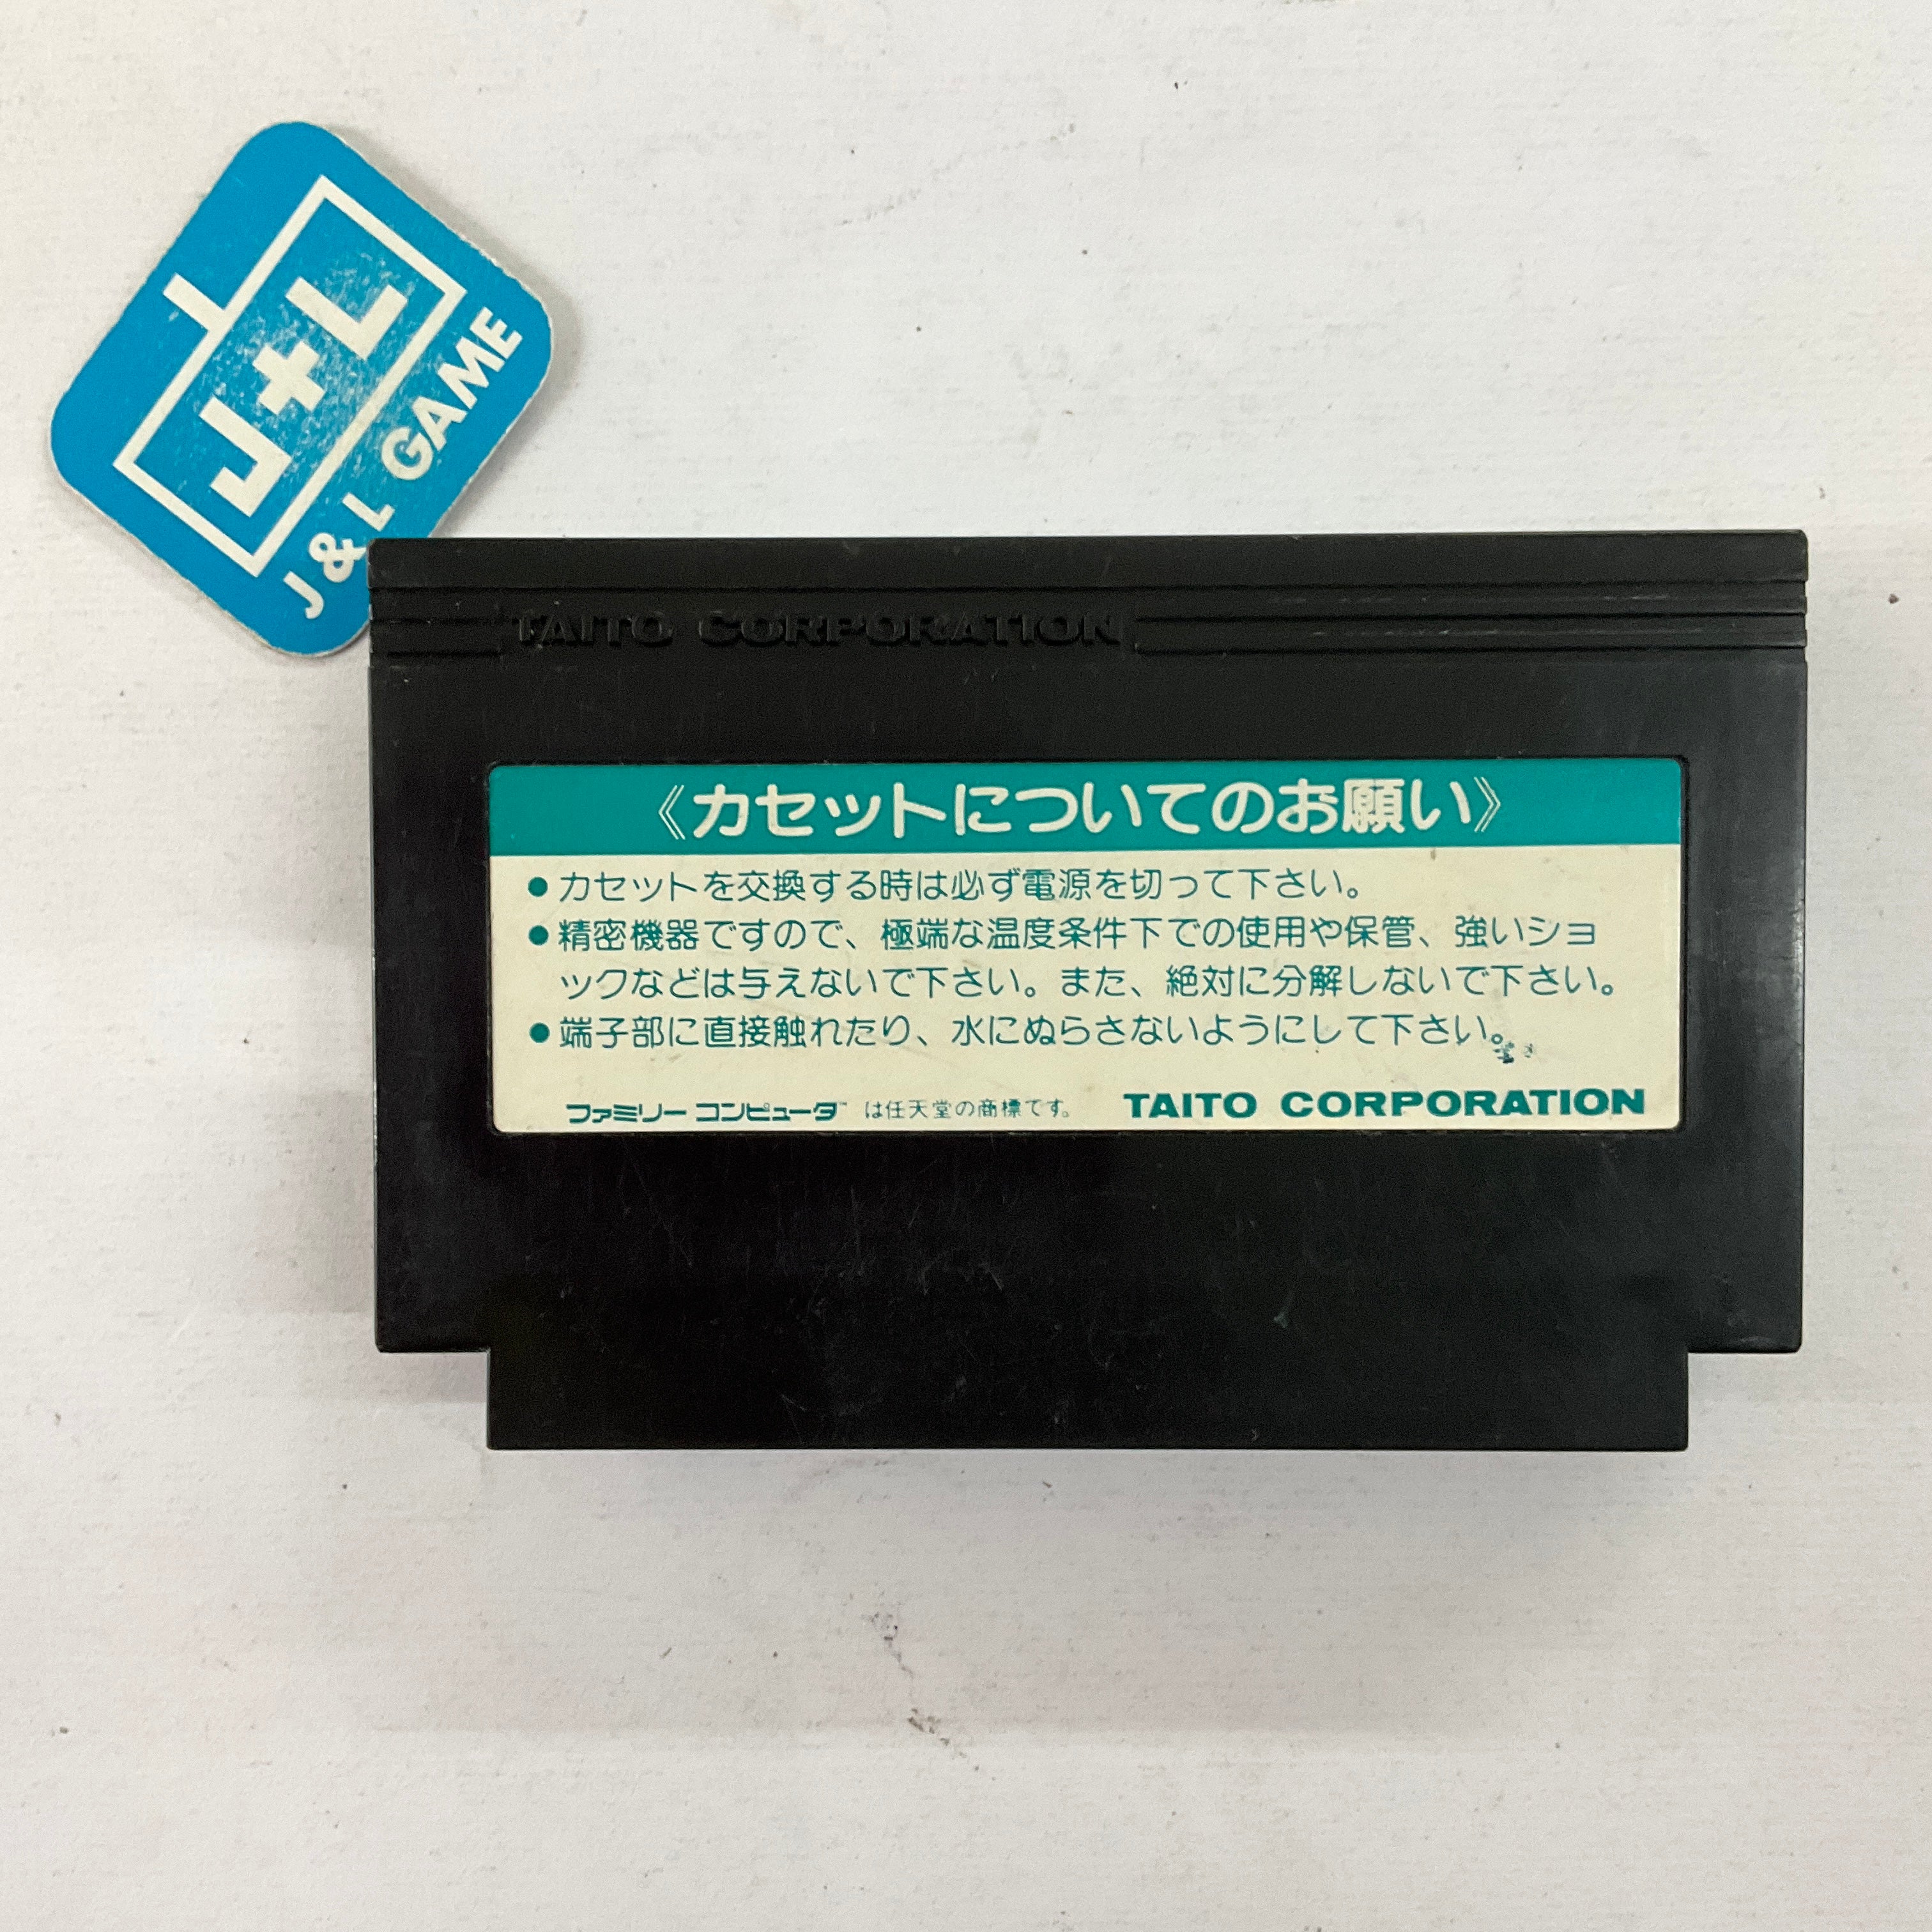 J+L
J & L GAME
TAITO CORPORATION
《カセットについてのお願い》
●カセットを交換する時は必ず電源を切って下さい。
●精密機器ですので、極端な温度条件下での使用や保管、強いショ
ックなどは与えないで下さい。また、絶対に分解しないで下さい。
●端子部に直接触れたり、水にぬらさないようにして下さい。
ファミリーコンピュータ™ は任天堂の商標です。 TAITO CORPORATION